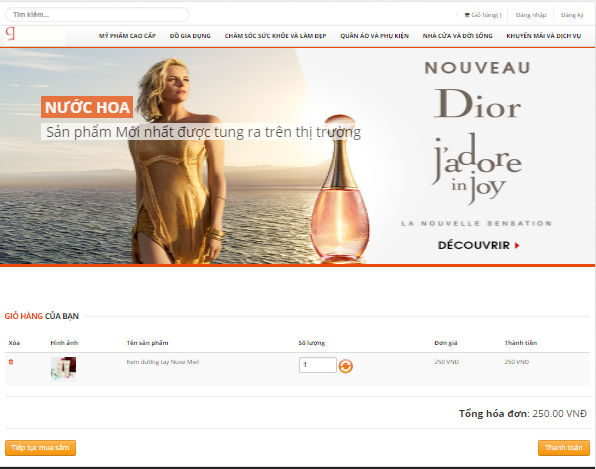 Tìm kiếm...
Giỏ hàng( )
Đăng nhập
Đăng ký
MỸ PHẨM CAO CẤP
ĐỒ GIA DỤNG
CHĂM SÓC SỨC KHỎE VÀ LÀM ĐẸP
QUẦN ÁO VÀ PHỤ KIỆN
NHÀ CỬA VÀ ĐỜI SỐNG
KHUYẾN MÃI VÀ DỊCH VỤ
NƯỚC HOA
Sản phẩm Mới nhất được tung ra trên thị trường
NOUVEAU
Dior
j'adore
in joy
LA NOUVELLE SENSATION
DÉCOUVRIR
GIỎ HÀNG CỦA BẠN
Xóa Hình ảnh Tên sản phẩm Số lượng Đơn giá Thành tiền
Kem dưỡng tay Nuxe Miel 1 250 VNĐ 250 VNĐ
Tổng hóa đơn: 250.00 VNĐ
Tiếp tục mua sắm
Thanh toán